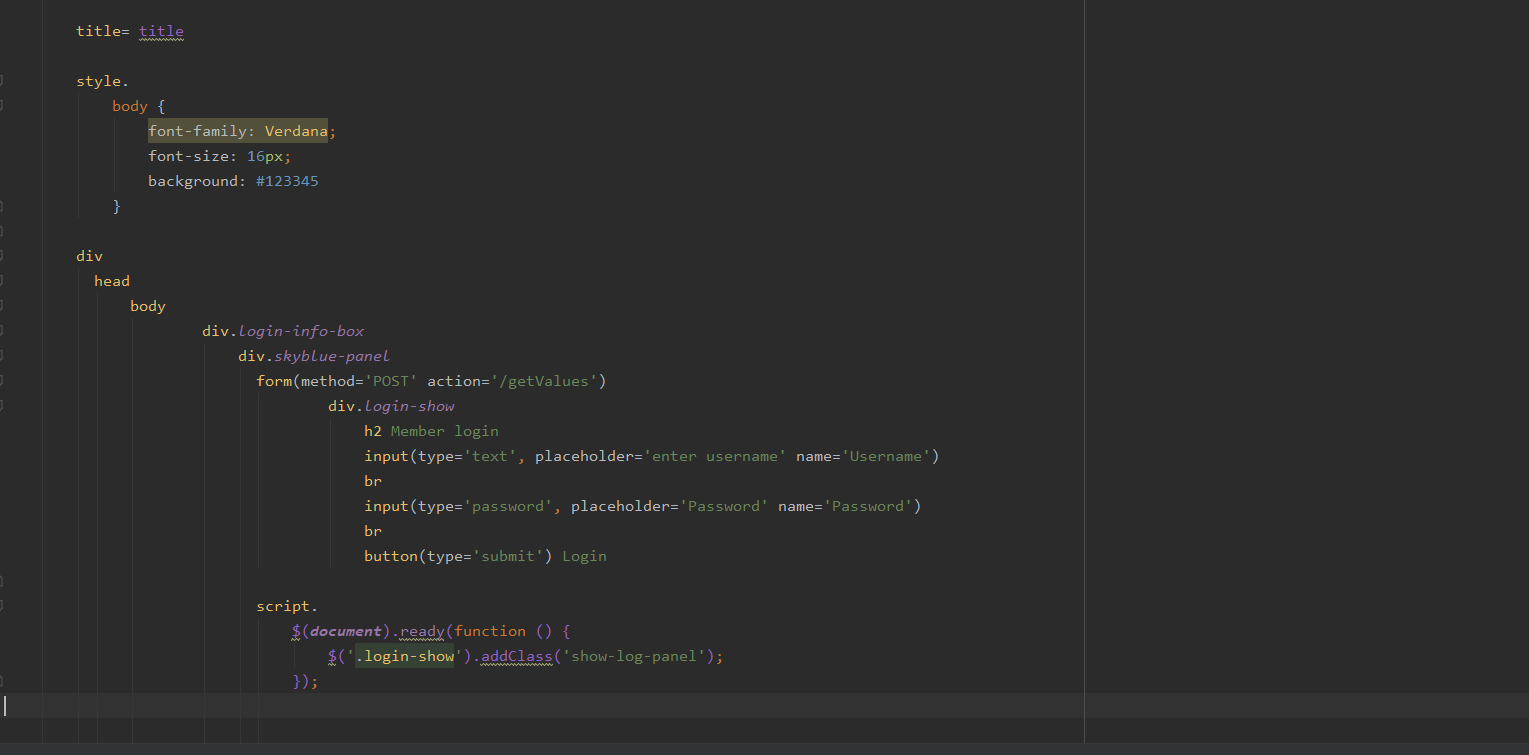 title= title
style.
body {
font-family: Verdana;
font-size: 16px;
background: #123345
}
div
head
body
div.login-info-box
div.skyblue-panel
form(method='POST' action='/getValues')
div.login-show
h2 Member login
input(type='text', placeholder='enter username' name='Username')
br
input(type='password', placeholder='Password' name='Password')
br
button(type='submit') Login
script.
$(document).ready(function () {
$('.login-show').addClass('show-log-panel');
});